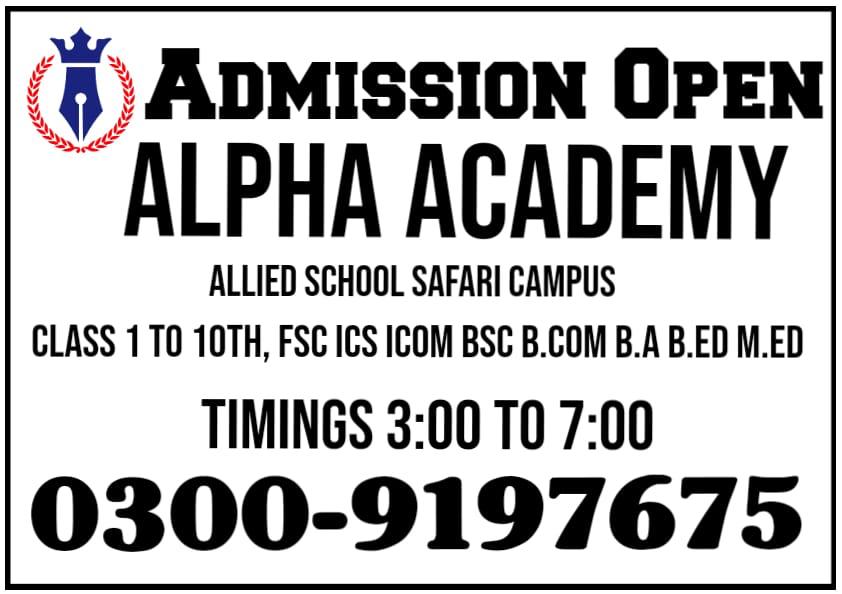 ADMISSION OPEN
ALPHA ACADEMY
ALLIED SCHOOL SAFARI CAMPUS
CLASS 1 TO 10TH, FSC ICS ICOM BSC B.COM B.A B.ED M.ED
TIMINGS 3:00 TO 7:00
0300-9197675